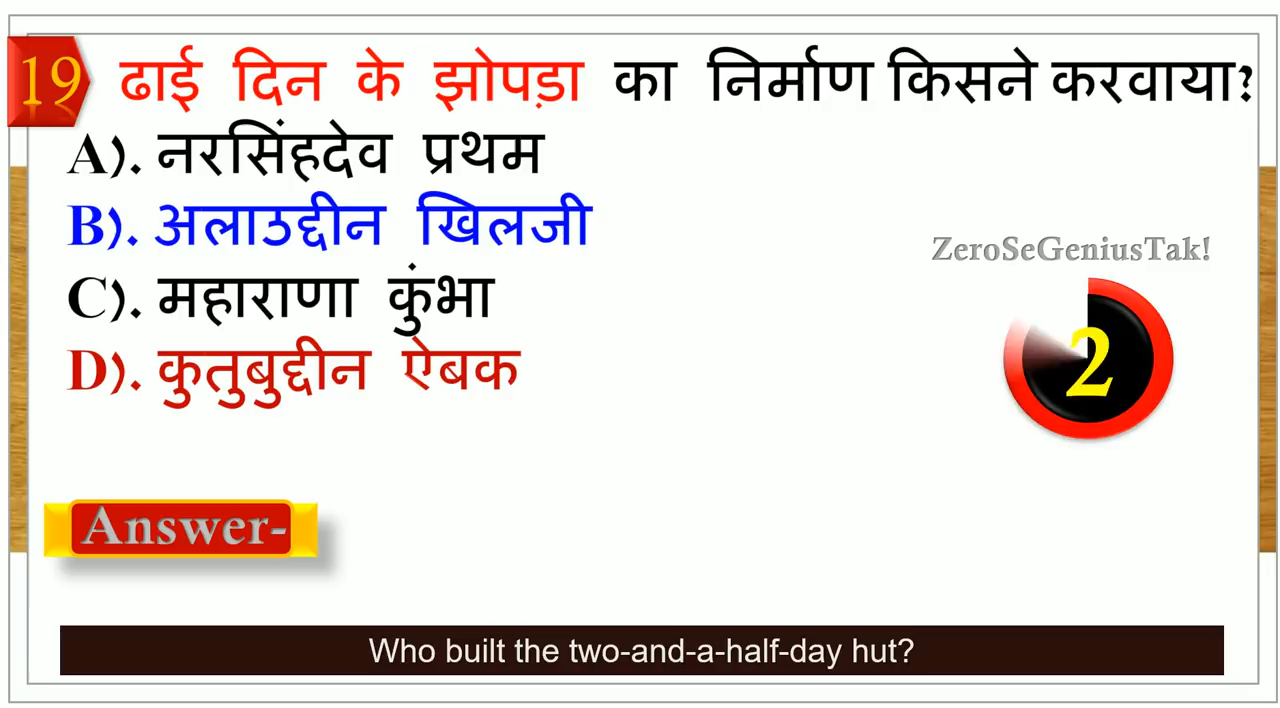 19 ढाई दिन के झोपड़ा का निर्माण किसने करवाया?
A). नरसिंहदेव प्रथम
B). अलाउद्दीन खिलजी
ZeroSeGeniusTak!
C). महाराणा कुंभा
2
D). कुतुबुद्दीन ऐबक
Answer-
Who built the two-and-a-half-day hut?